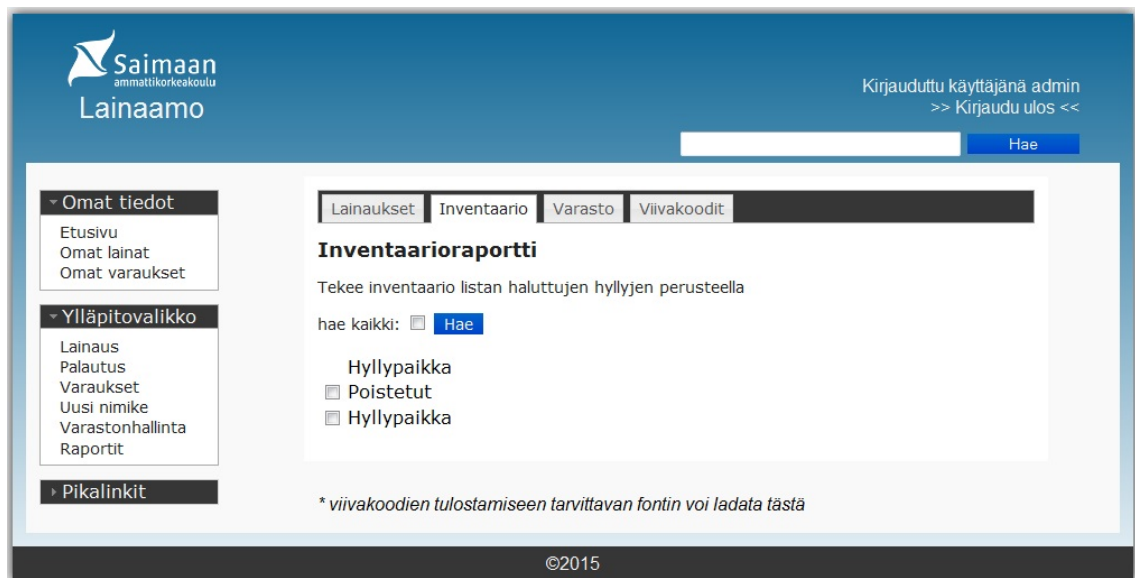 Saimaan
ammattikorkeakoulu
Lainaamo
Kirjauduttu käyttäjänä admin
>> Kirjaudu ulos <<
Hae
Omat tiedot
Etusivu
Omat lainat
Omat varaukset
Ylläpitovalikko
Lainaus
Palautus
Varaukset
Uusi nimike
Varastonhallinta
Raportit
Pikalinkit
Lainaukset Inventaario Varasto Viivakoodit
Inventaarioraportti
Tekee inventaario listan haluttujen hyllyjen perusteella
hae kaikki: Hae
Hyllypaikka
Poistetut
Hyllypaikka
* viivakoodien tulostamiseen tarvittavan fontin voi ladata tästä
©2015